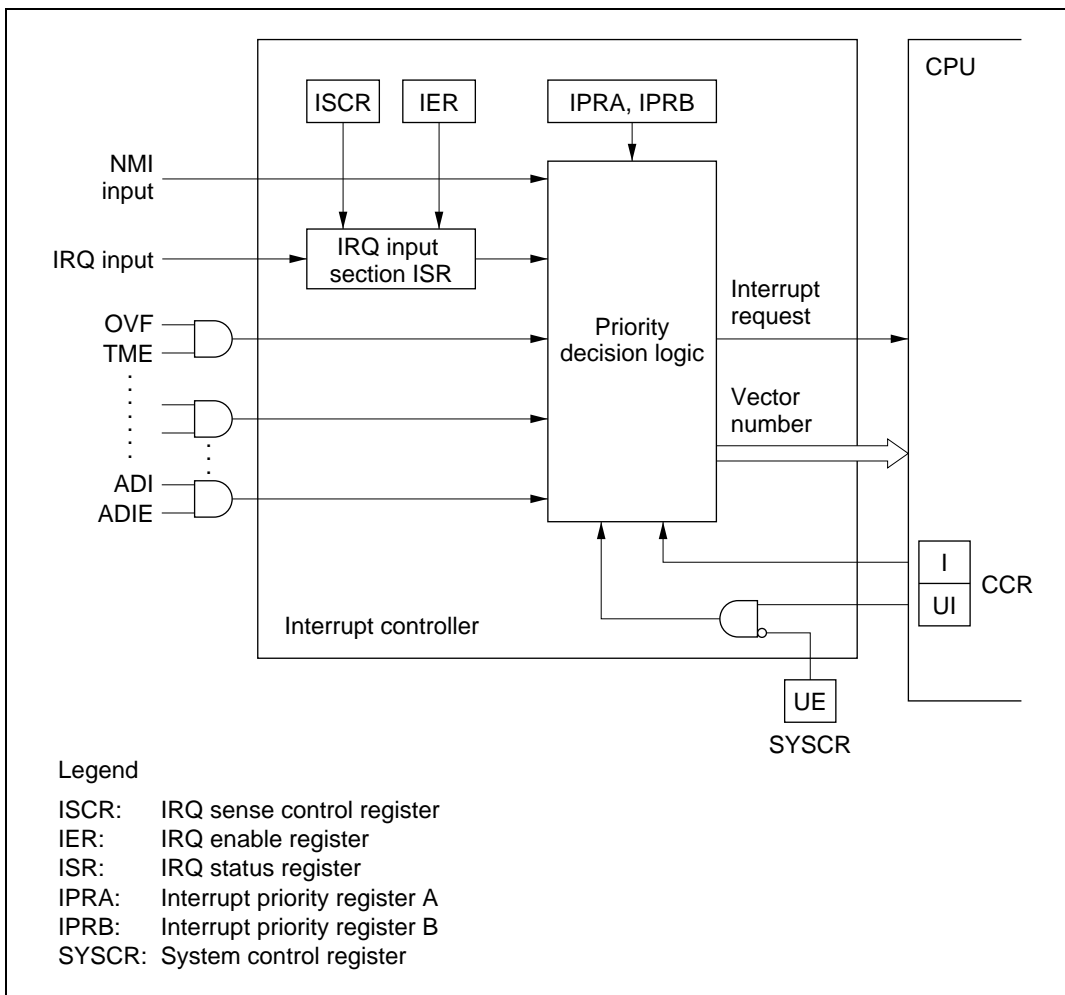 CPU
ISCR
IER
IPRA, IPRB
NMI
input
IRQ input
IRQ input
section ISR
OVF
TME
Priority
decision logic
Interrupt
request
Vector
number
ADI
ADIE
I
UI
CCR
Interrupt controller
UE
SYSCR
Legend
ISCR: IRQ sense control register
IER: IRQ enable register
ISR: IRQ status register
IPRA: Interrupt priority register A
IPRB: Interrupt priority register B
SYSCR: System control register